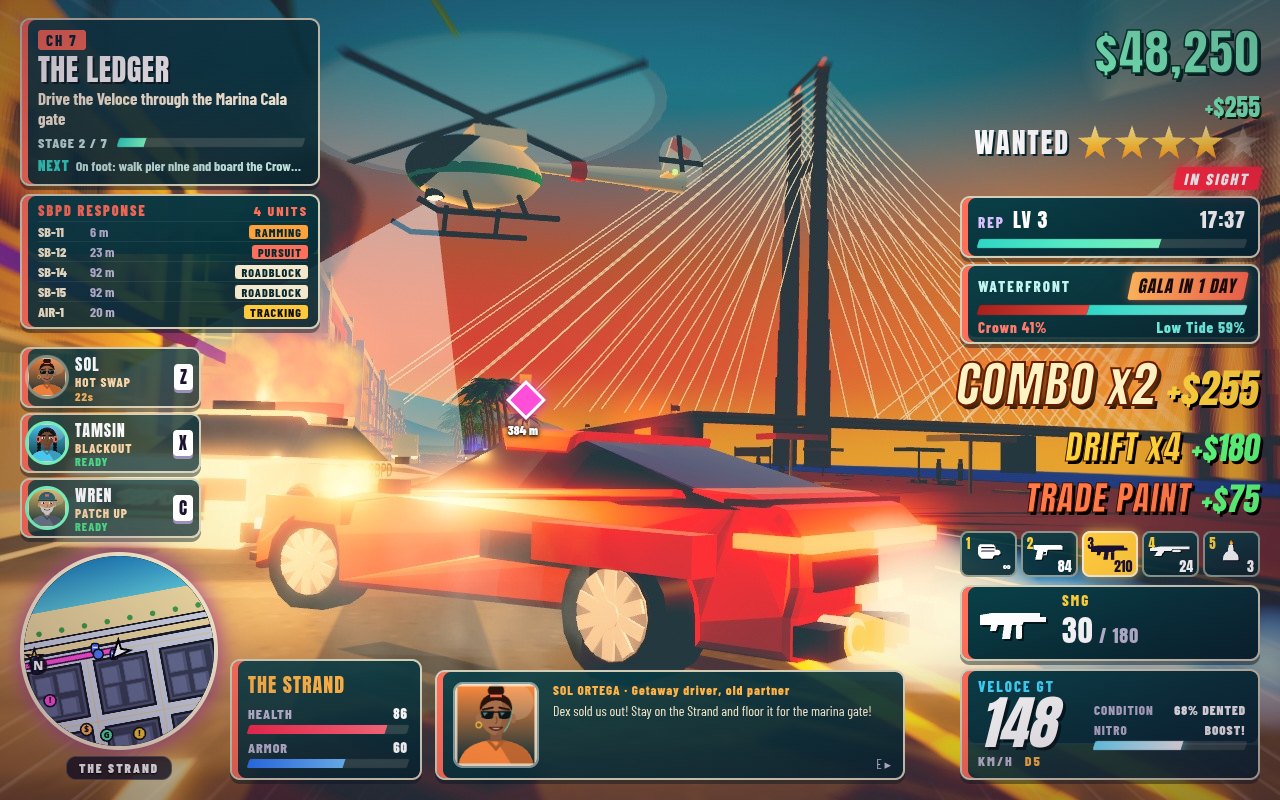 CH 7
THE LEDGER
Drive the Veloce through the Marina Cala
gate
STAGE 2 / 7
NEXT On foot: walk pier nine and board the Crow...
SBPD RESPONSE 4 UNITS
SB-11 6 m RAMMING
SB-12 23 m PURSUIT
SB-14 92 m ROADBLOCK
SB-15 92 m ROADBLOCK
AIR-1 20 m TRACKING
SOL
HOT SWAP
22s
Z
TAMSIN
BLACKOUT
READY
X
WREN
PATCH UP
READY
C
N
THE STRAND
THE STRAND
HEALTH 86
ARMOR 60
384 m
SOL ORTEGA · Getaway driver, old partner
Dex sold us out! Stay on the Strand and floor it for the marina gate!
E ▸
$48,250
+$255
WANTED
IN SIGHT
REP LV 3 17:37
WATERFRONT GALA IN 1 DAY
Crown 41% Low Tide 59%
COMBO x2 +$255
DRIFT x4 +$180
TRADE PAINT +$75
1 ∞
2 84
3 210
4 24
5 3
SMG
30 / 180
VELOCE GT
148
KM/H D5
CONDITION 68% DENTED
NITRO BOOST!